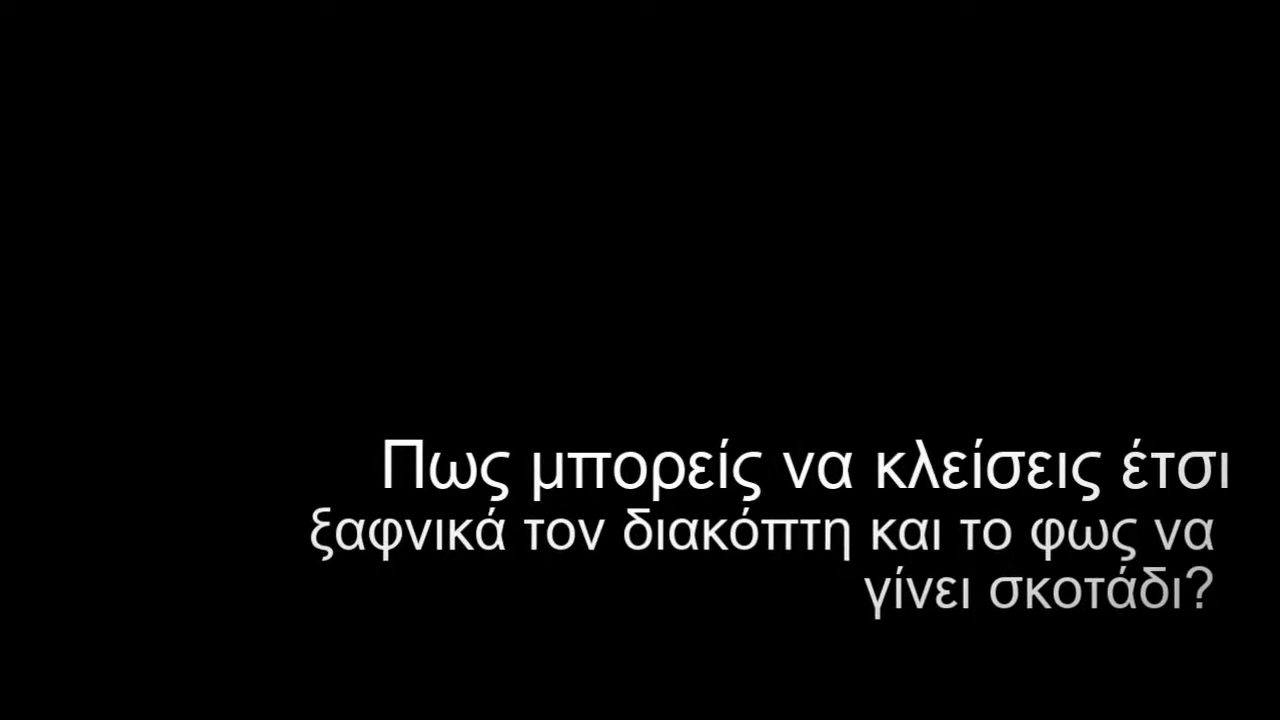 Πως μπορείς να κλείσεις έτσι
ξαφνικά τον διακόπτη και το φως να
γίνει σκοτάδι?